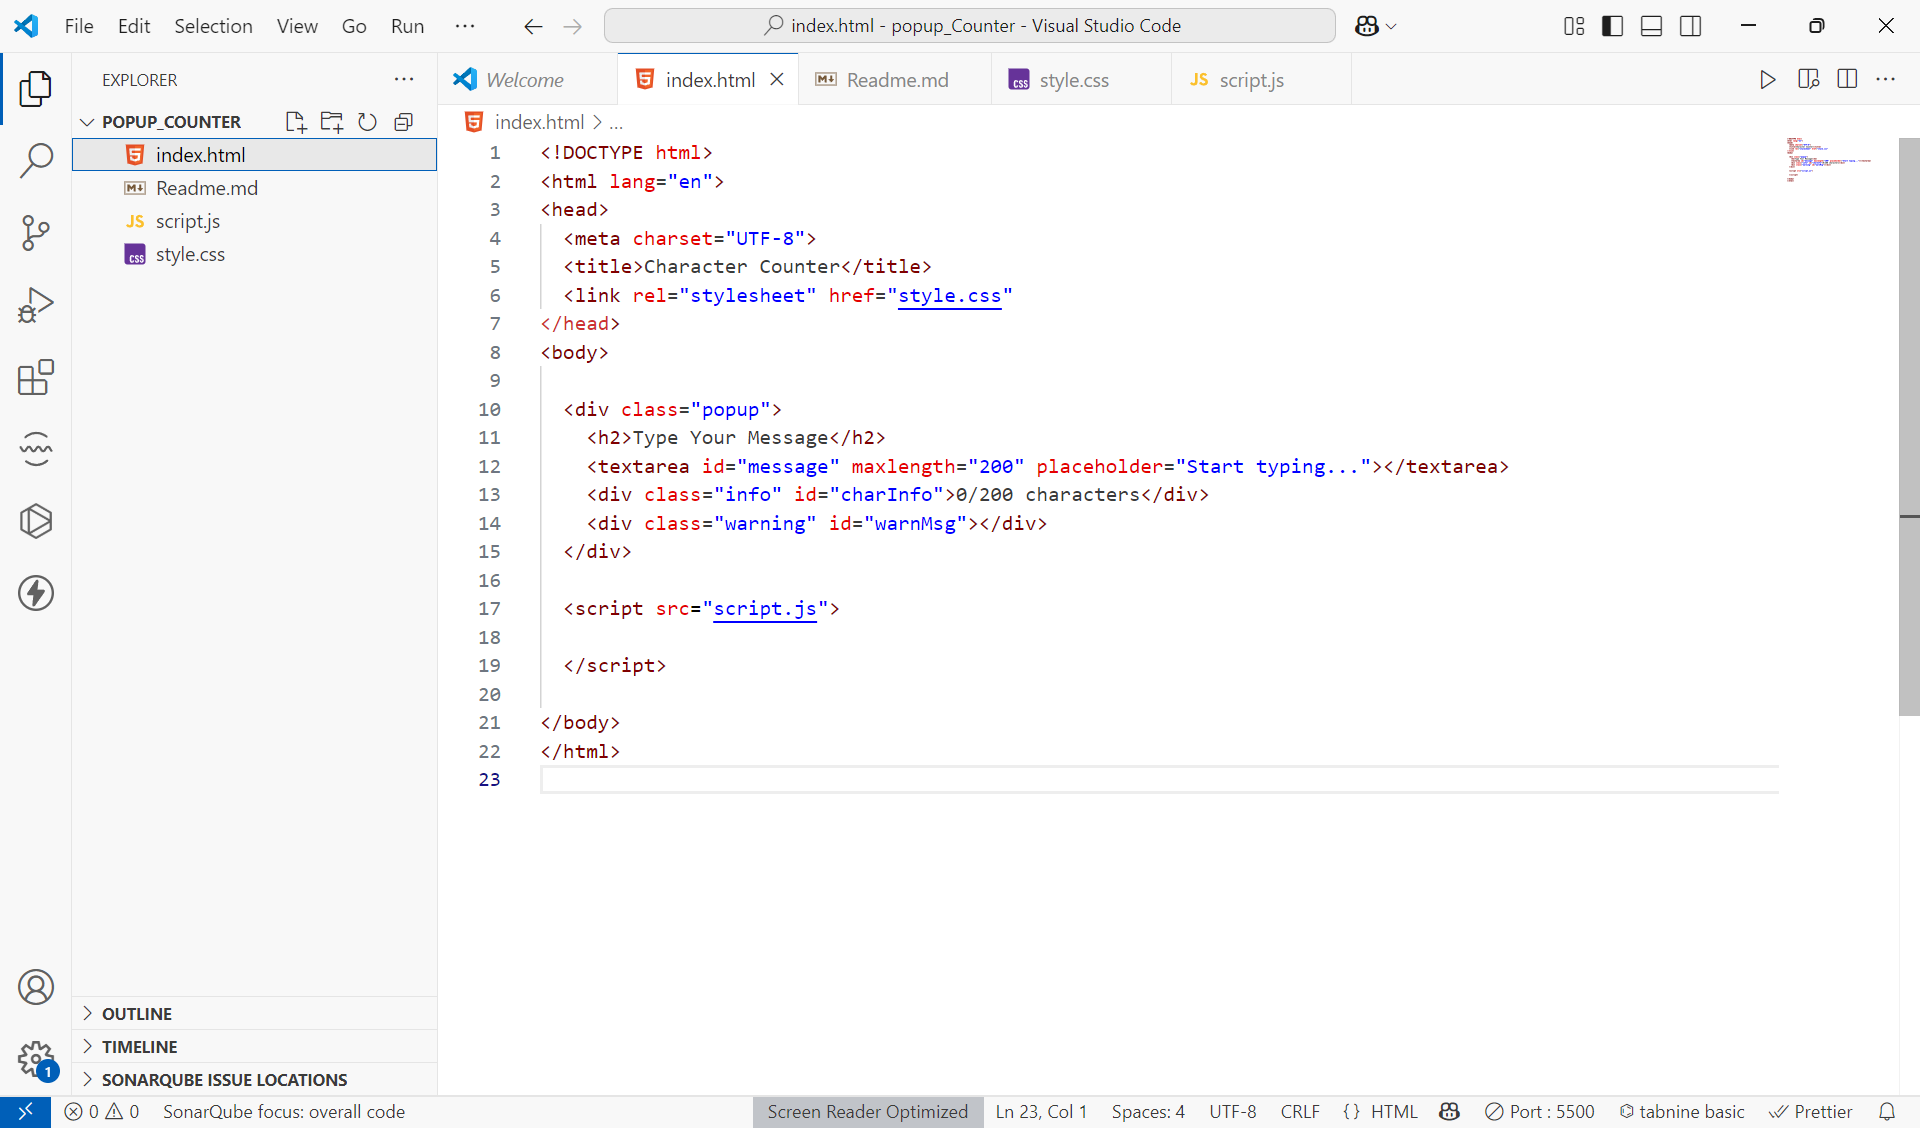 File Edit Selection View Go Run ··· index.html - popup_Counter - Visual Studio Code
EXPLORER
POPUP_COUNTER
index.html
Readme.md
JS script.js
css style.css
OUTLINE
TIMELINE
SONARQUBE ISSUE LOCATIONS
Welcome index.html Readme.md css style.css JS script.js
index.html > ...
1 <!DOCTYPE html>
2 <html lang="en">
3 <head>
4 <meta charset="UTF-8">
5 <title>Character Counter</title>
6 <link rel="stylesheet" href="style.css"
7 </head>
8 <body>
9
10 <div class="popup">
11 <h2>Type Your Message</h2>
12 <textarea id="message" maxlength="200" placeholder="Start typing..."></textarea>
13 <div class="info" id="charInfo">0/200 characters</div>
14 <div class="warning" id="warnMsg"></div>
15 </div>
16
17 <script src="script.js">
18
19 </script>
20
21 </body>
22 </html>
23
1
0 0 SonarQube focus: overall code Screen Reader Optimized Ln 23, Col 1 Spaces: 4 UTF-8 CRLF {} HTML Port : 5500 tabnine basic Prettier